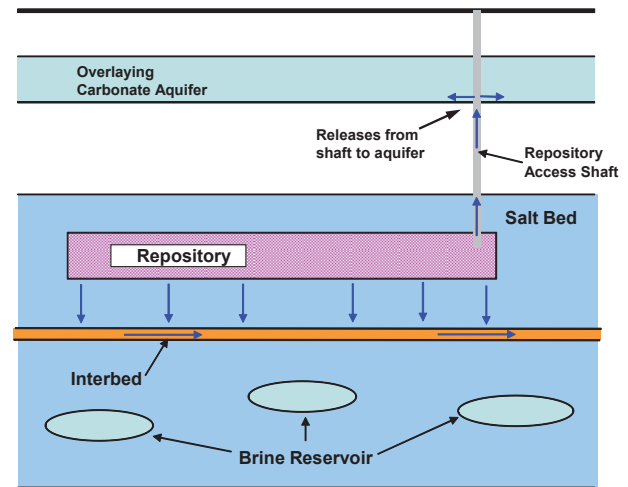 Overlaying
Carbonate Aquifer
Releases from
shaft to aquifer
Repository
Access Shaft
Salt Bed
Repository
Interbed
Brine Reservoir